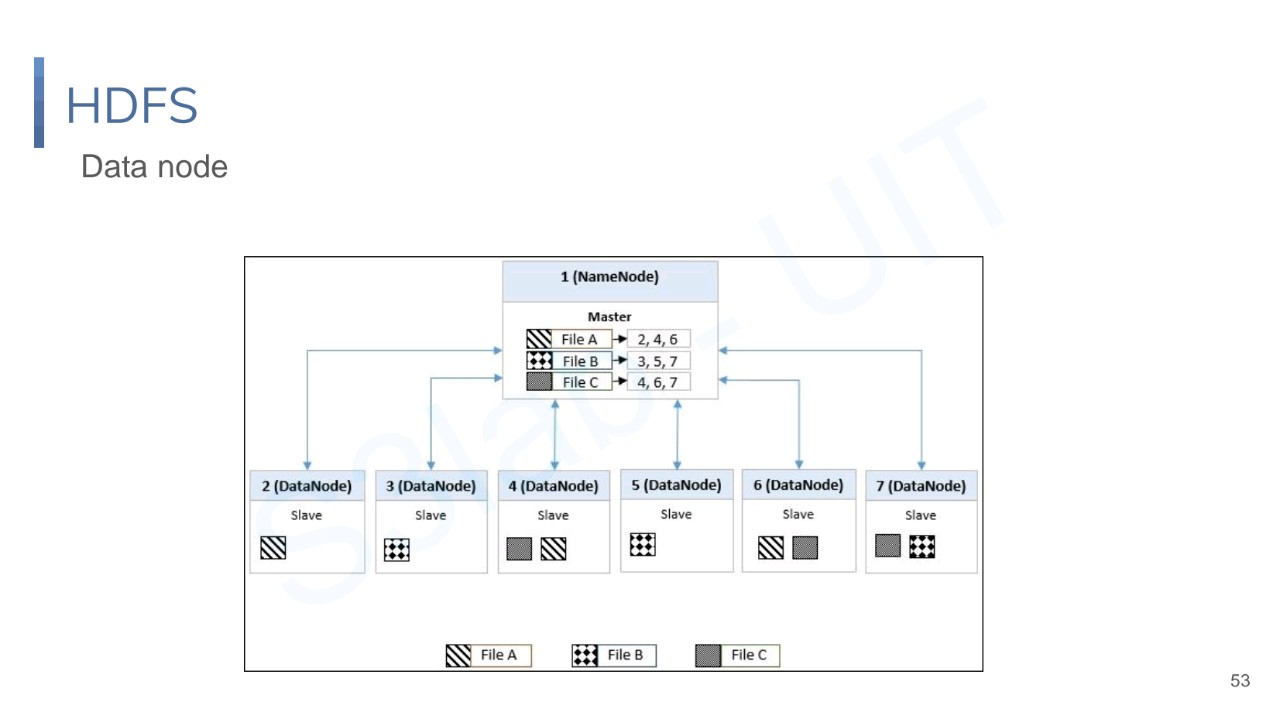 HDFS
Data node
1 (NameNode)
Master
File A 2, 4, 6
File B 3, 5, 7
File C 4, 6, 7
2 (DataNode) 3 (DataNode) 4 (DataNode) 5 (DataNode) 6 (DataNode) 7 (DataNode)
Slave Slave Slave Slave Slave Slave
File A File B File C
53